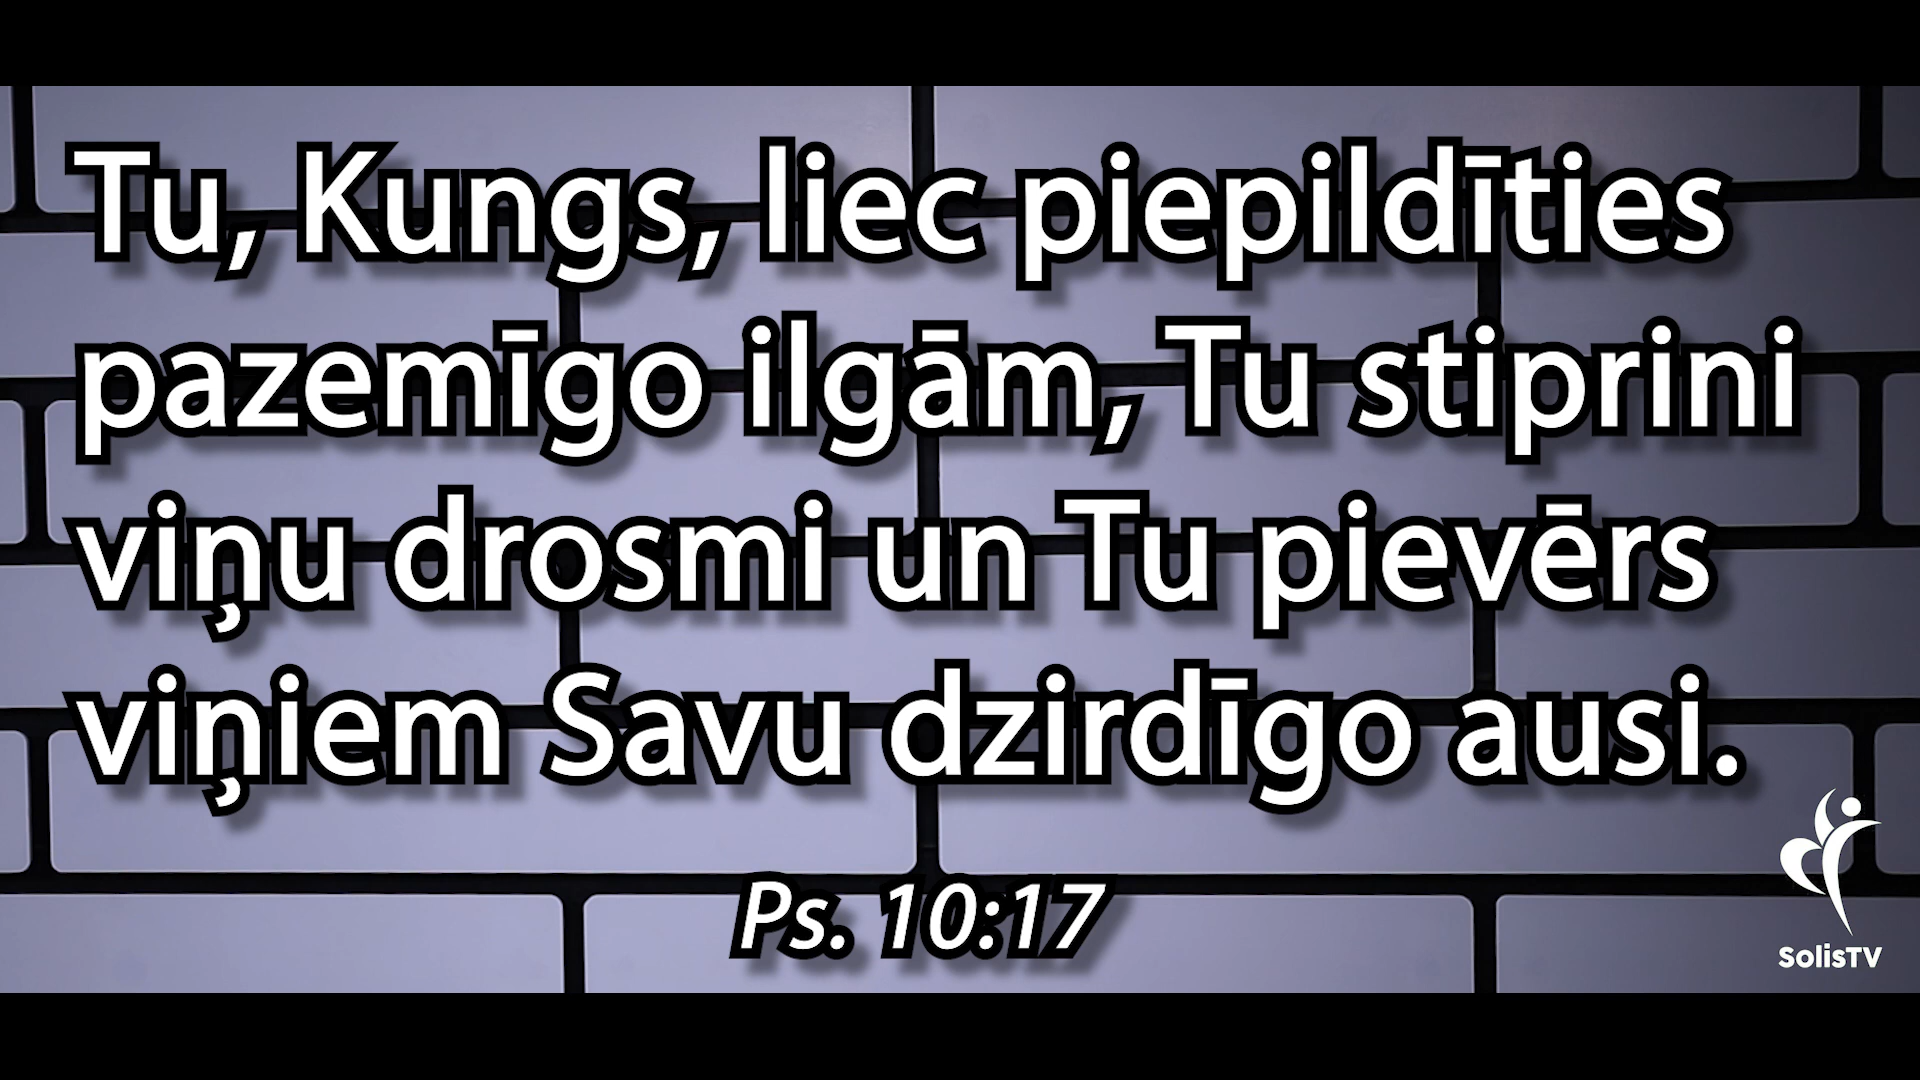 Tu, Kungs, liec piepildīties
pazemīgo ilgām, Tu stiprini
viņu drosmi un Tu pievērs
viņiem Savu dzirdīgo ausi.
Ps. 10:17
SolisTV